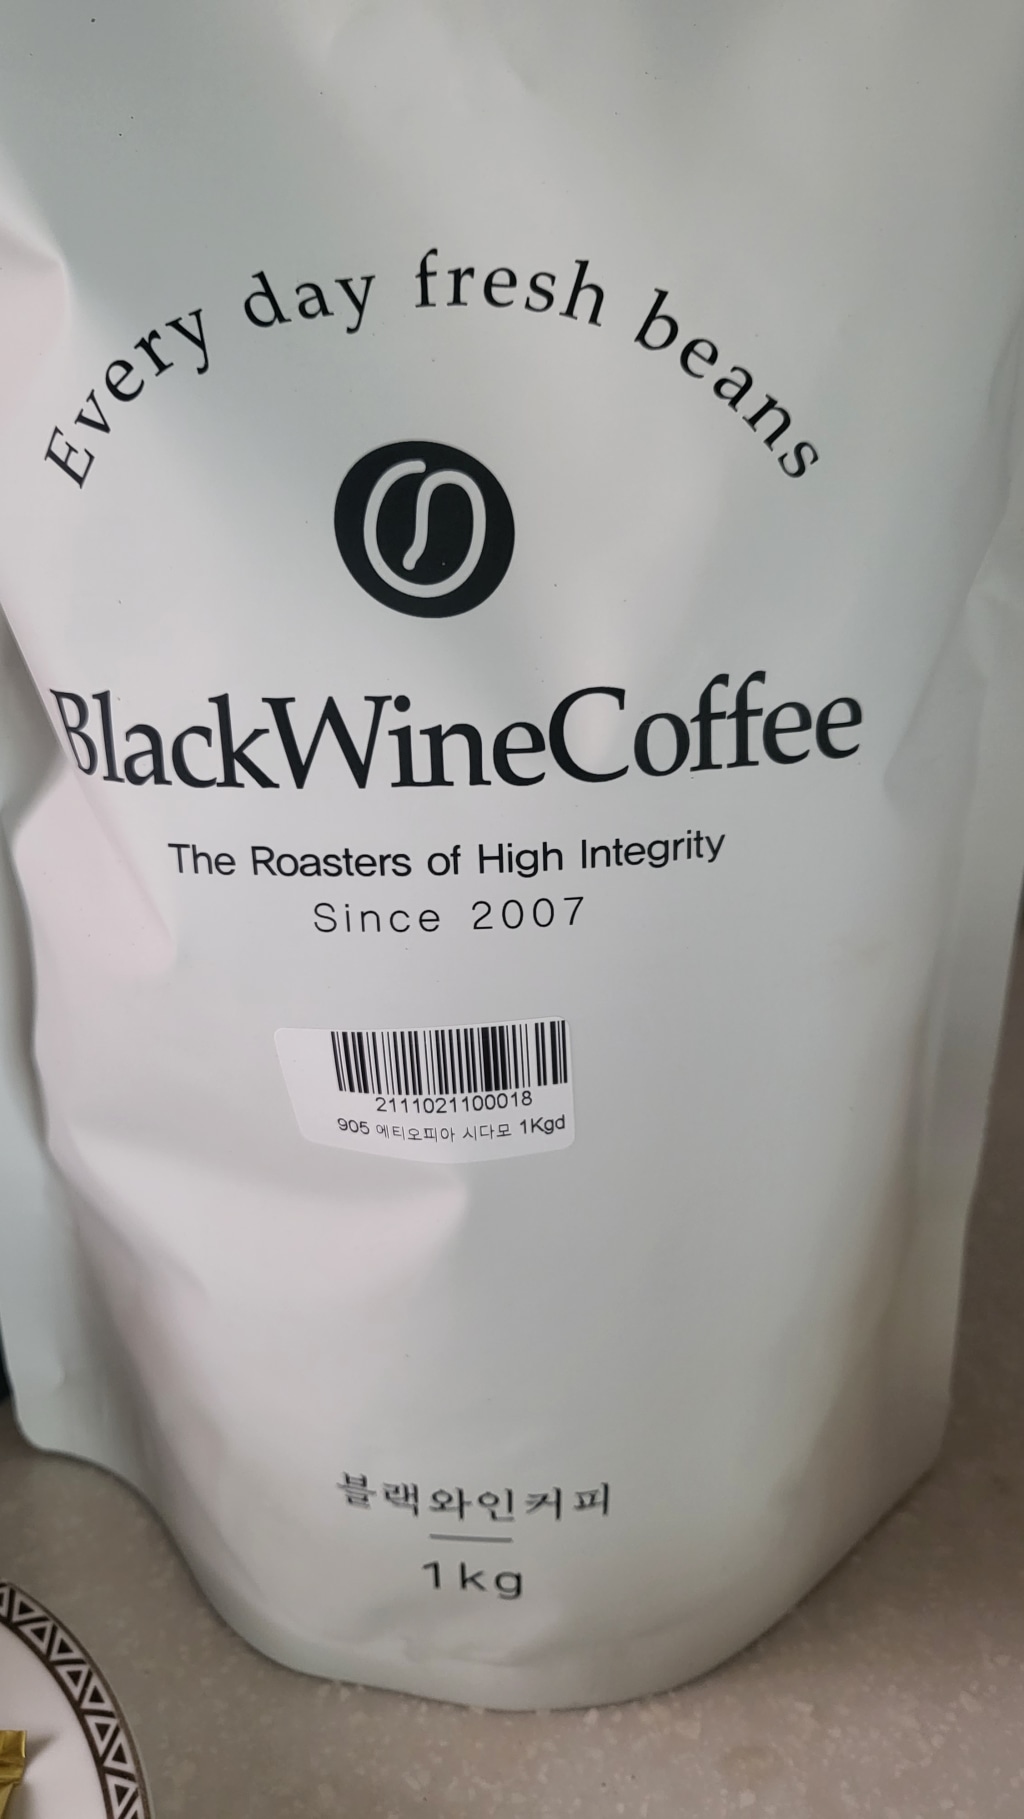 Every day fresh beans
BlackWineCoffee
The Roasters of High Integrity
Since 2007
2111021100018
905 에티오피아 시다모 1Kgd
블랙와인커피
1kg